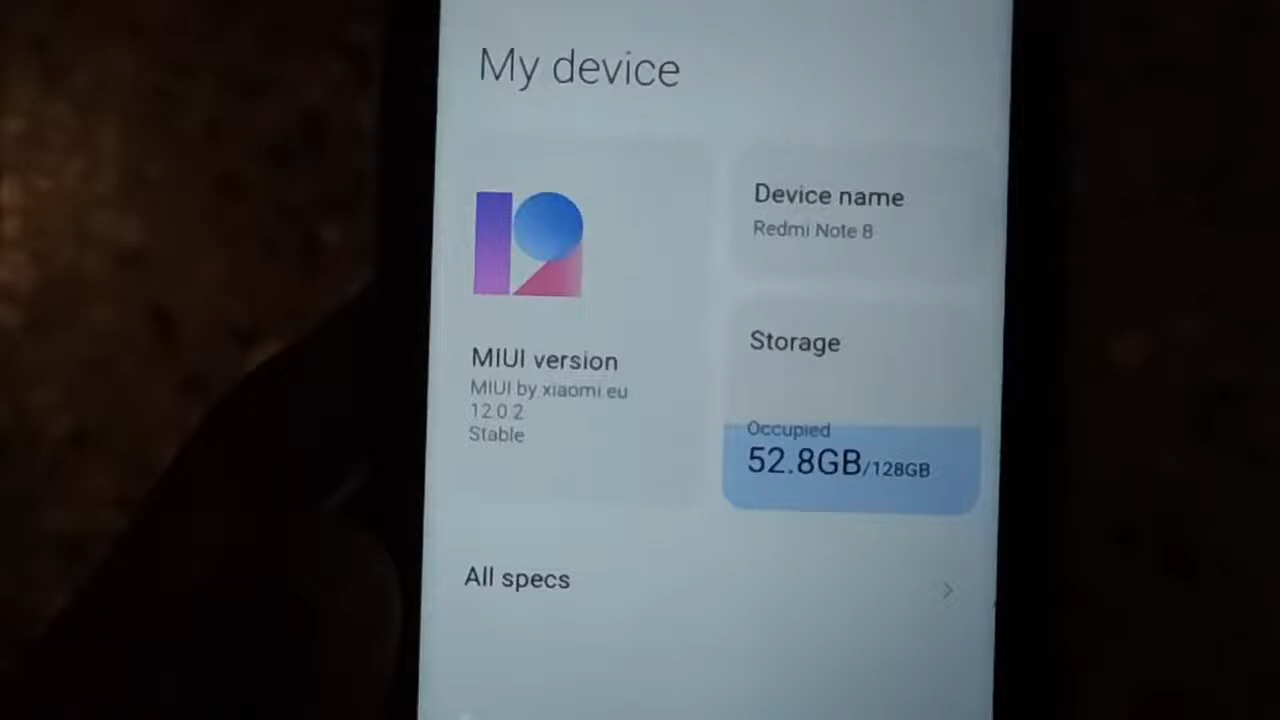 My device
12
MIUI version
MIUI by xiaomi.eu
12.0.2
Stable
Device name
Redmi Note 8
Storage
Occupied
52.8GB/128GB
All specs